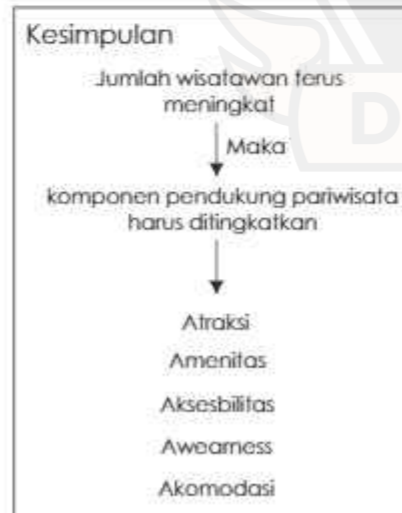 Kesimpulan
Jumlah wisatawan terus
meningkat
Maka
komponen pendukung pariwisata
harus ditingkatkan
Atraksi
Amenitas
Aksesbilitas
Awearness
Akomodasi